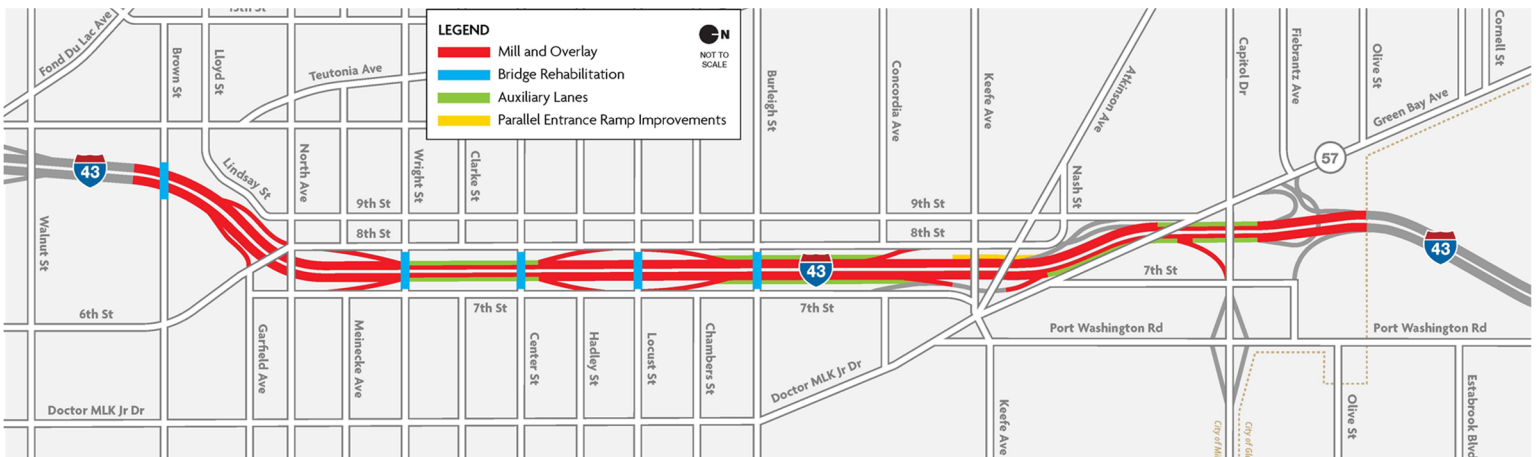 13th St
Fond Du Lac Ave
Brown St
Lloyd St
Teutonia Ave
LEGEND
Mill and Overlay
Bridge Rehabilitation
Auxiliary Lanes
Parallel Entrance Ramp Improvements
N
NOT TO
SCALE
Burleigh St
Concordia Ave
Keefe Ave
Atkinson Ave
Capitol Dr
Fiebrantz Ave
Olive St
Cornell St
Green Bay Ave
57
43
Lindsay St
North Ave
Wright St
Clarke St
9th St
8th St
9th St
8th St
Nash St
Walnut St
43
43
7th St
6th St
7th St
7th St
Port Washington Rd
Port Washington Rd
Garfield Ave
Meinecke Ave
Center St
Hadley St
Locust St
Chambers St
Doctor MLK Jr Dr
Doctor MLK Jr Dr
Keefe Ave
City of
City of
Olive St
Estabrook Blvd